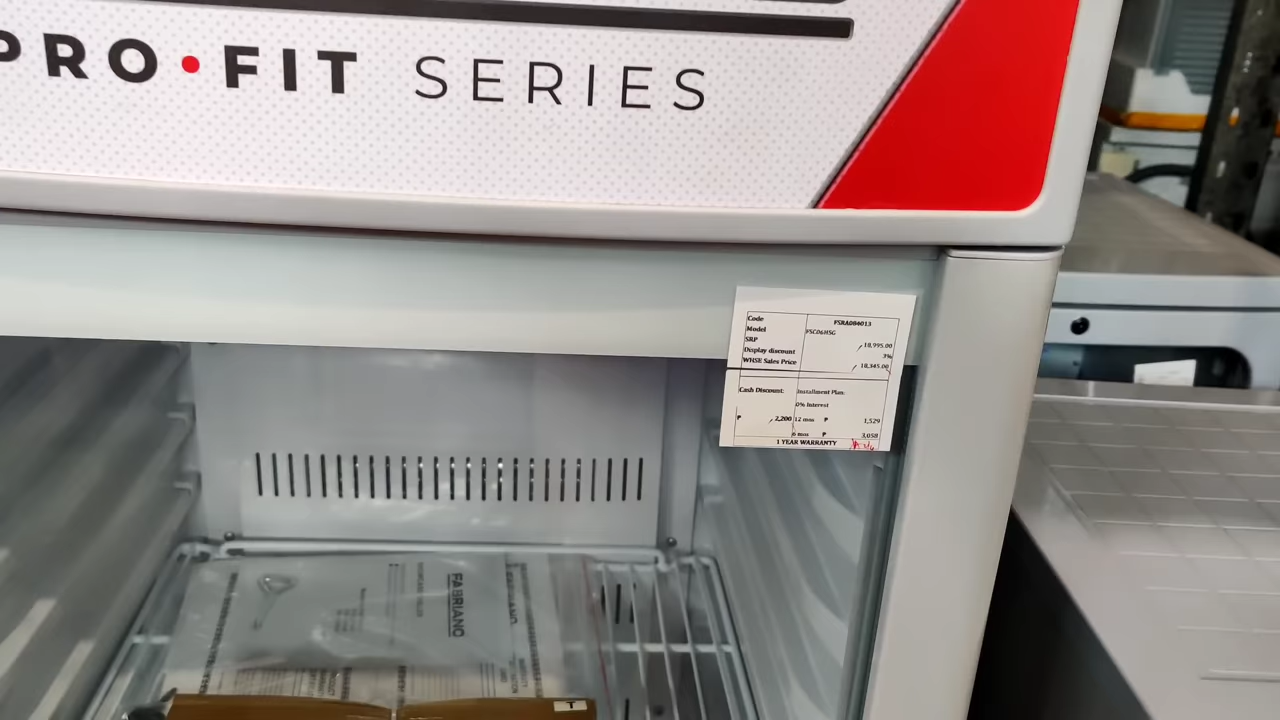 PRO•FIT SERIES
Code FSRA084013
Model FSC06HSG
SRP 18,995.00
Display discount 3%
WHSE Sales Price 18,345.00
Cash Discount: Installment Plan:
0% Interest
₱ 2,200 12 mos ₱ 1,529
6 mos ₱ 3,058
1 YEAR WARRANTY
FABRIANO
T